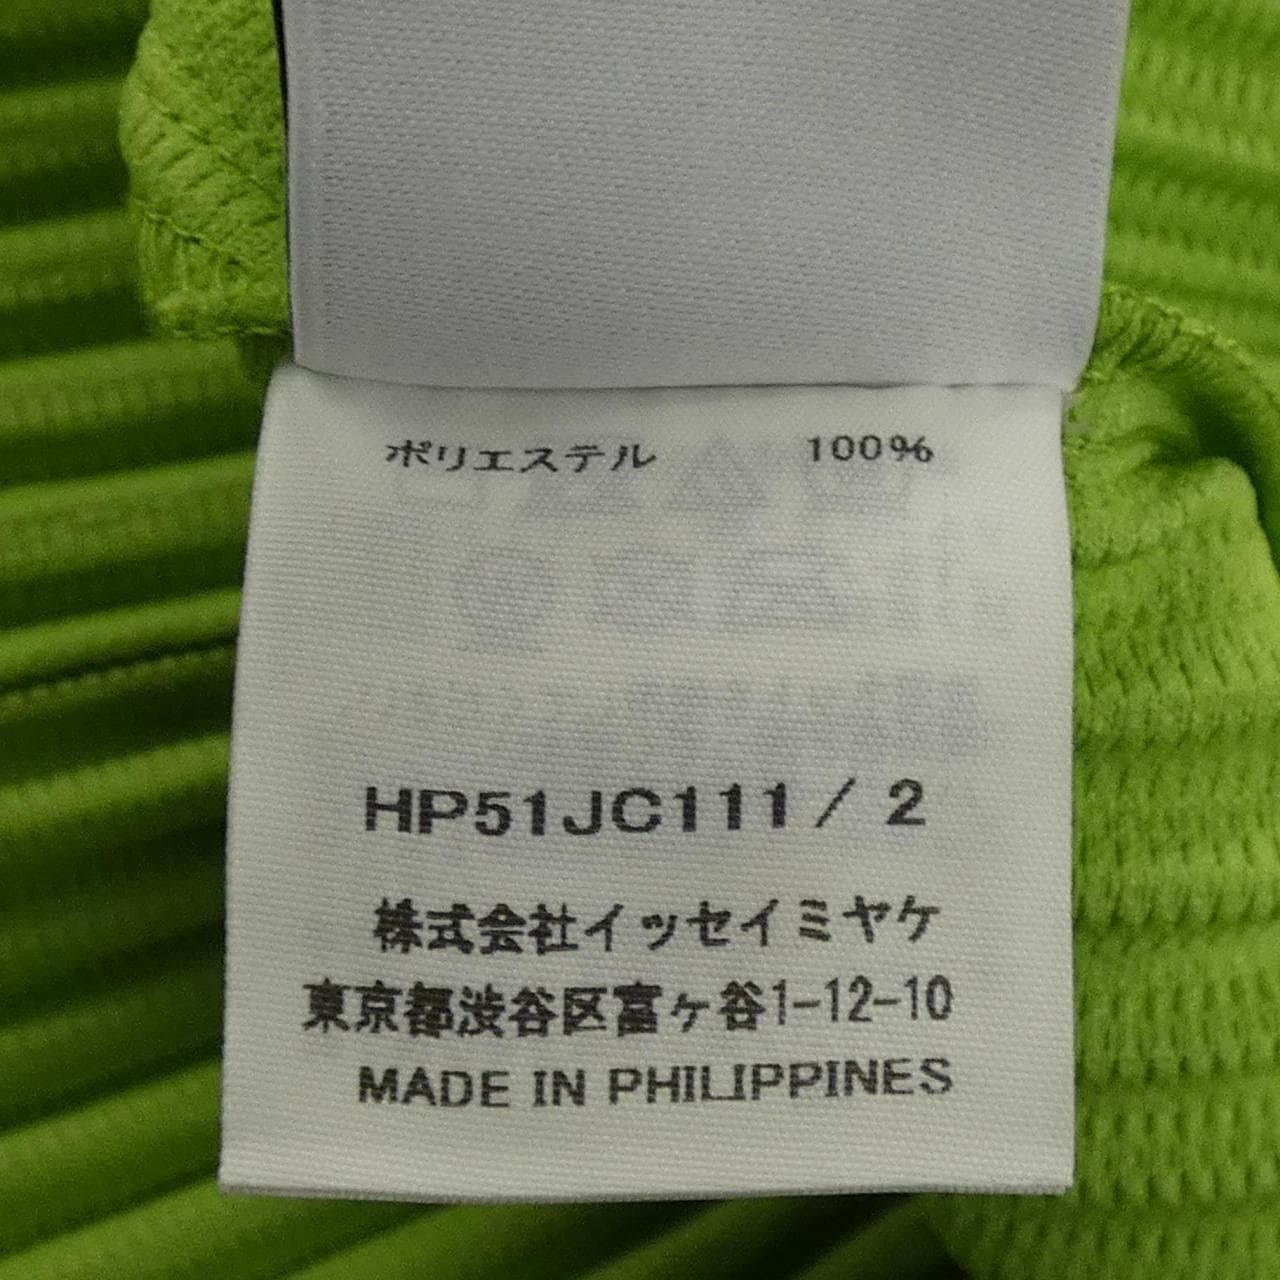 ポリエステル 100%
HP51JC111 / 2
株式会社イッセイミヤケ
東京都渋谷区富ヶ谷1-12-10
MADE IN PHILIPPINES